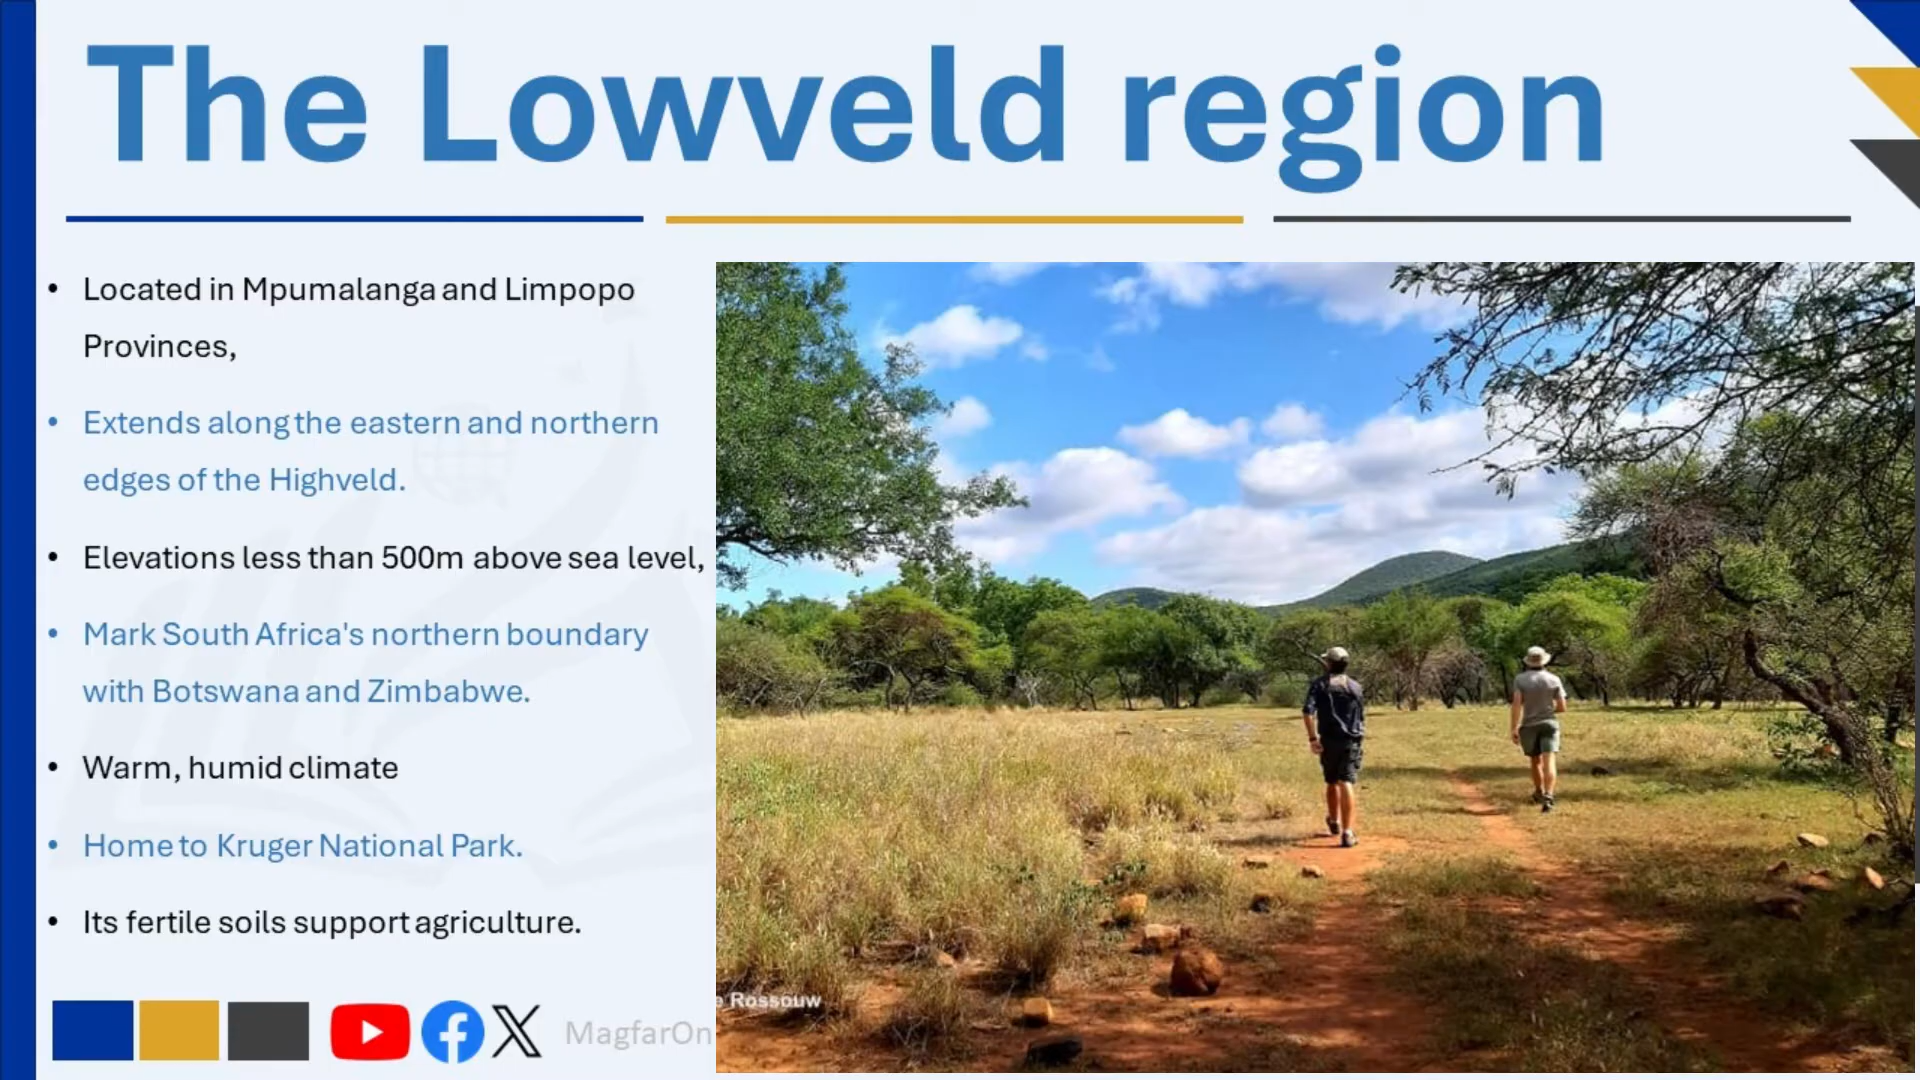 The Lowveld region
• Located in Mpumalanga and Limpopo
Provinces,
• Extends along the eastern and northern
edges of the Highveld.
• Elevations less than 500m above sea level,
• Mark South Africa's northern boundary
with Botswana and Zimbabwe.
• Warm, humid climate
• Home to Kruger National Park.
• Its fertile soils support agriculture.
e Rossouw
MagfarOn